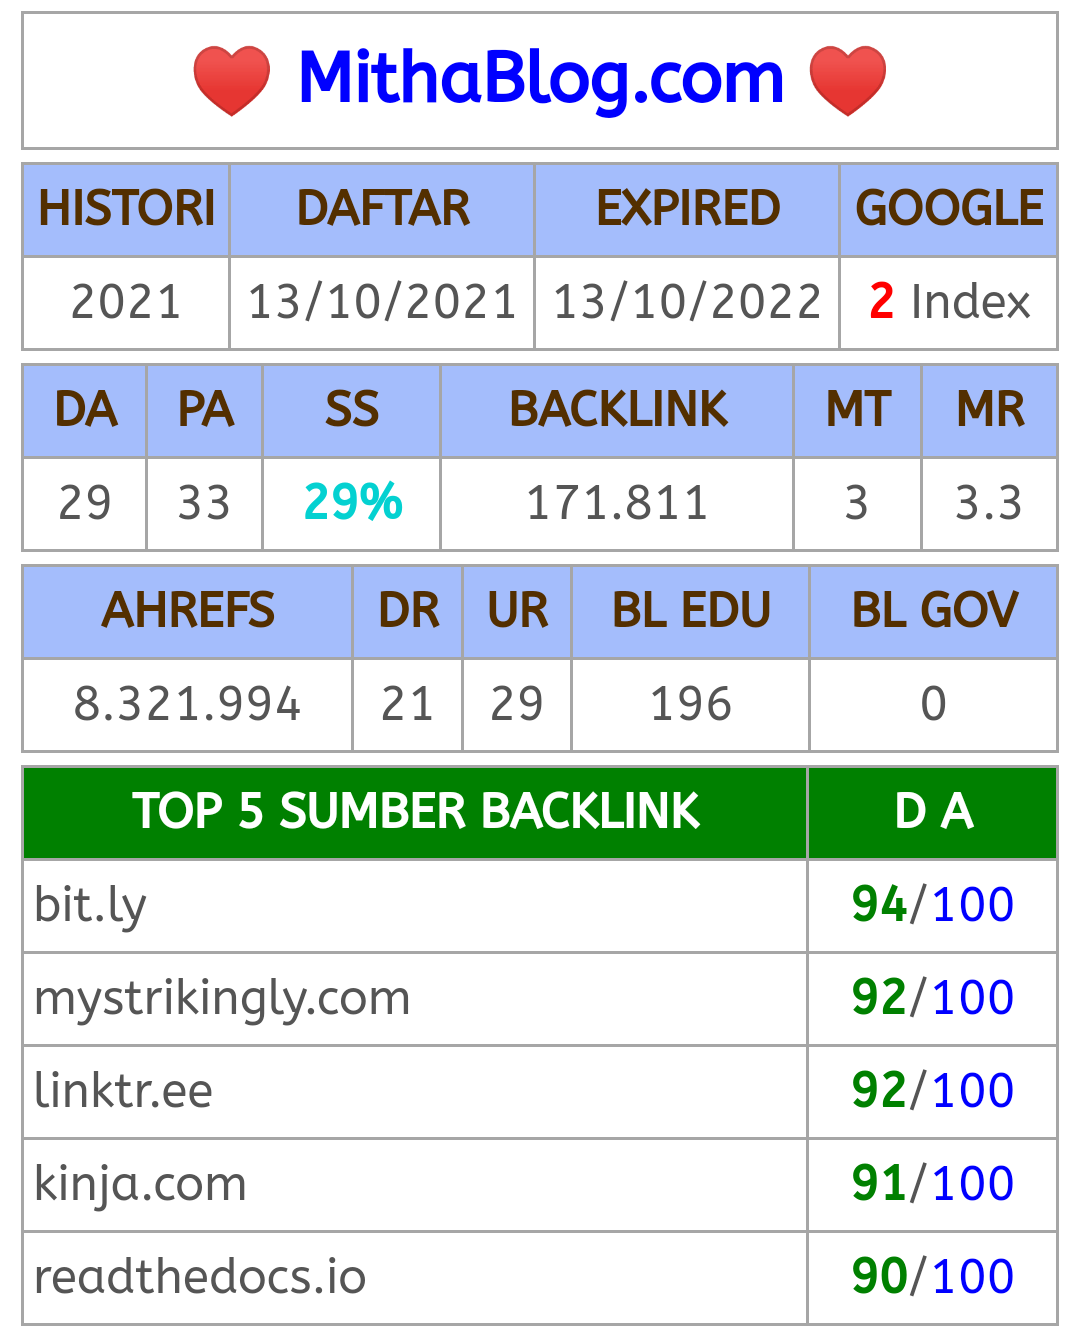 MithaBlog.com
HISTORI DAFTAR EXPIRED GOOGLE
2021 13/10/2021 13/10/2022 2 Index
DA PA SS BACKLINK MT MR
29 33 29% 171.811 3 3.3
AHREFS DR UR BL EDU BL GOV
8.321.994 21 29 196 0
TOP 5 SUMBER BACKLINK D A
bit.ly 94/100
mystrikingly.com 92/100
linktr.ee 92/100
kinja.com 91/100
readthedocs.io 90/100